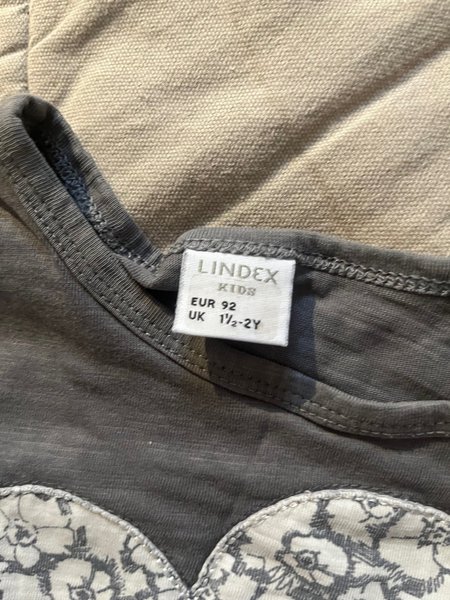 LINDEX
KIDS
EUR 92
UK 1½-2Y